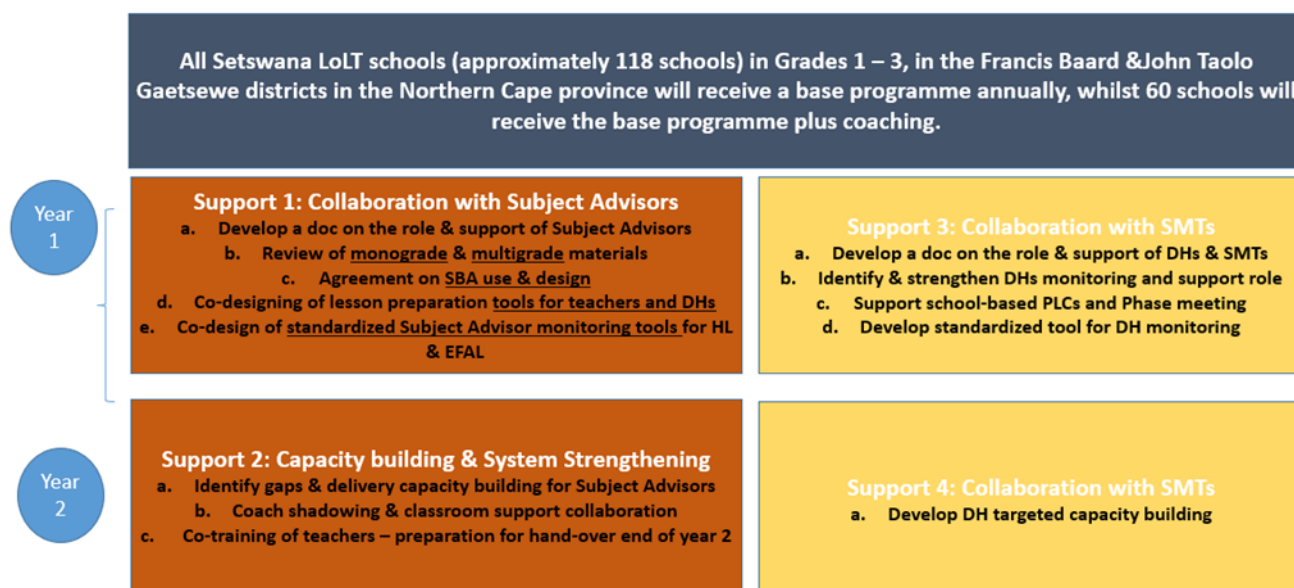 All Setswana LoLT schools (approximately 118 schools) in Grades 1 – 3, in the Francis Baard &John Taolo
Gaetsewe districts in the Northern Cape province will receive a base programme annually, whilst 60 schools will
receive the base programme plus coaching.
Year
1
Support 1: Collaboration with Subject Advisors
a. Develop a doc on the role & support of Subject Advisors
b. Review of monograde & multigrade materials
c. Agreement on SBA use & design
d. Co-designing of lesson preparation tools for teachers and DHs
e. Co-design of standardized Subject Advisor monitoring tools for HL
& EFAL
Support 3: Collaboration with SMTs
a. Develop a doc on the role & support of DHs & SMTs
b. Identify & strengthen DHs monitoring and support role
c. Support school-based PLCs and Phase meeting
d. Develop standardized tool for DH monitoring
Year
2
Support 2: Capacity building & System Strengthening
a. Identify gaps & delivery capacity building for Subject Advisors
b. Coach shadowing & classroom support collaboration
c. Co-training of teachers – preparation for hand-over end of year 2
Support 4: Collaboration with SMTs
a. Develop DH targeted capacity building